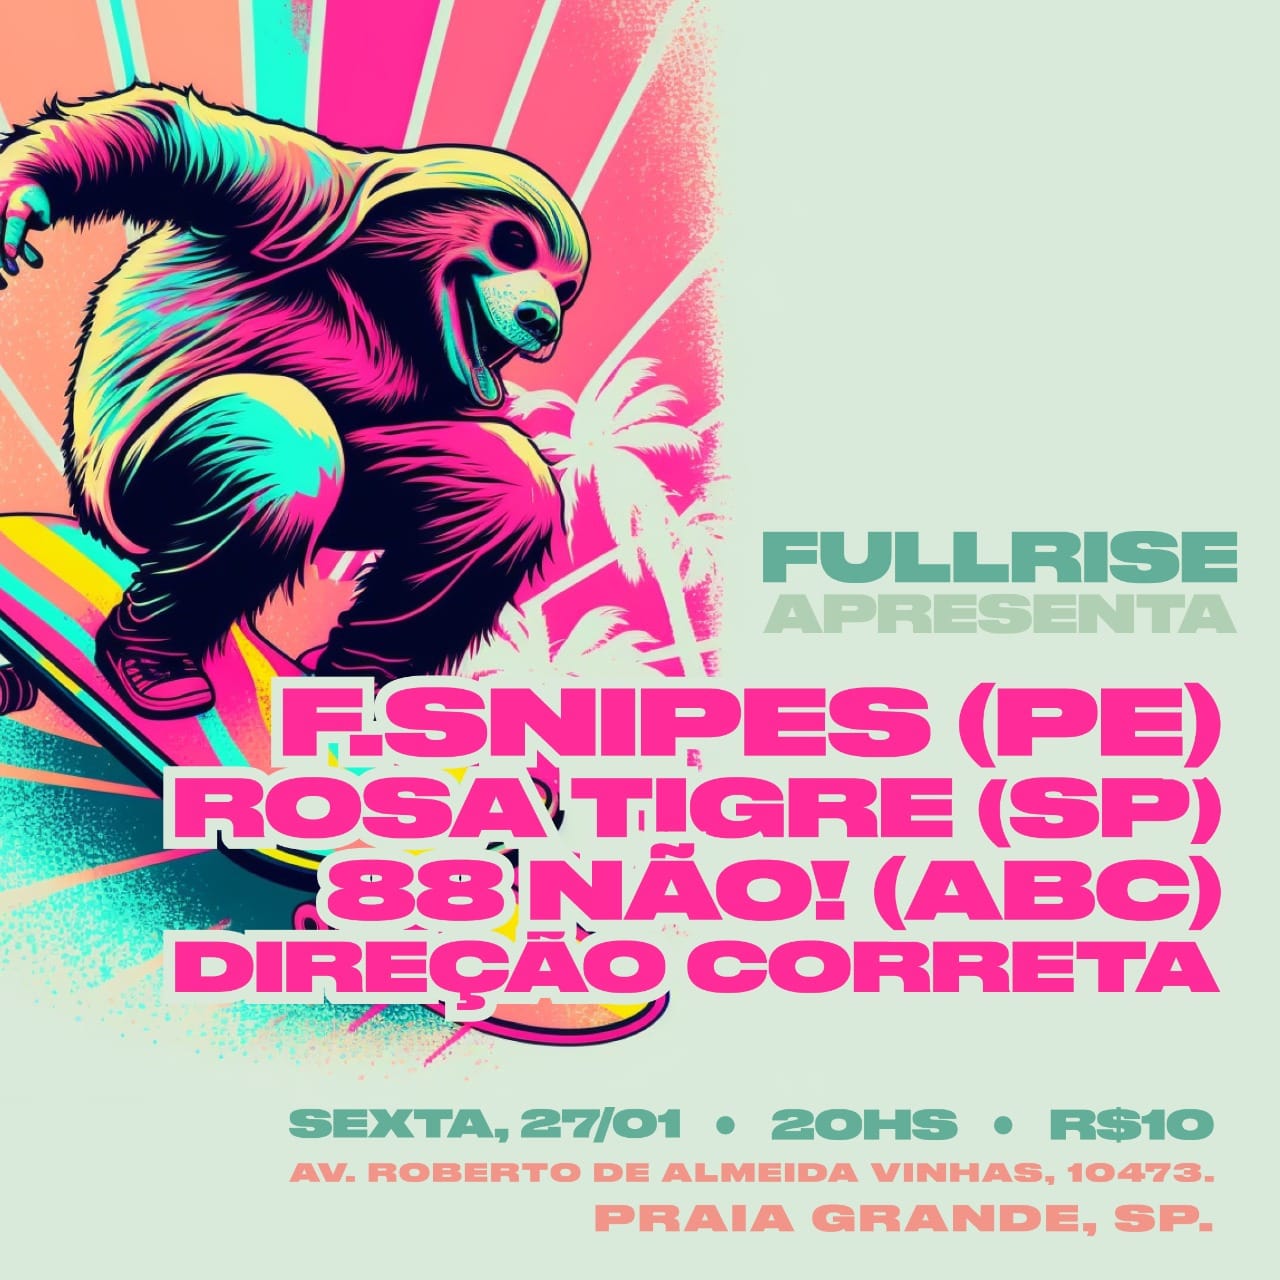 FULLRISE
APRESENTA
F.SNIPES (PE)
ROSA TIGRE (SP)
88 NÃO! (ABC)
DIREÇÃO CORRETA
SEXTA, 27/01 • 20HS • R$10
AV. ROBERTO DE ALMEIDA VINHAS, 10473.
PRAIA GRANDE, SP.